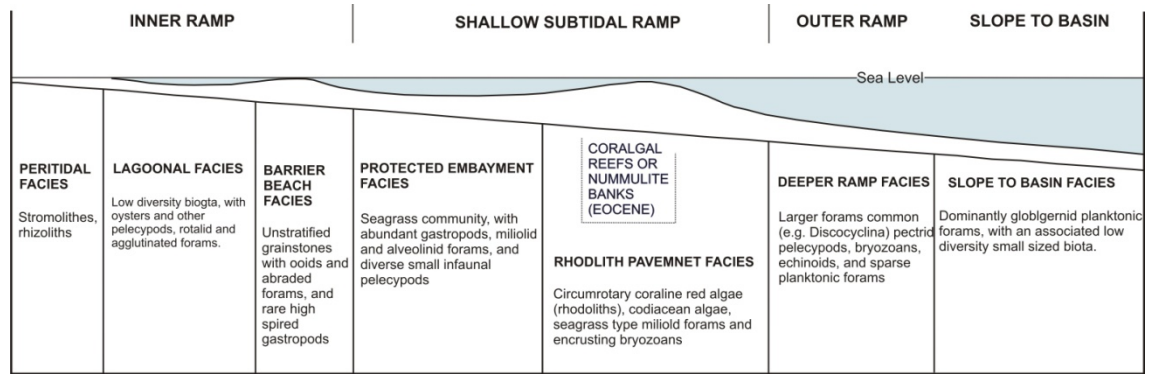 INNER RAMP
SHALLOW SUBTIDAL RAMP
OUTER RAMP
SLOPE TO BASIN
Sea Level
PERITIDAL
FACIES
Stromolithes,
rhizoliths
LAGOONAL FACIES
Low diversity biogta, with
oysters and other
pelecypods, rotalid and
agglutinated forams.
BARRIER
BEACH
FACIES
Unstratified
grainstones
with ooids and
abraded
forams, and
rare high
spired
gastropods
PROTECTED EMBAYMENT
FACIES
Seagrass community, with
abundant gastropods, miliolid
and alveolinid forams, and
diverse small infaunal
pelecypods
CORALGAL
REEFS OR
NUMMULITE
BANKS
(EOCENE)
RHODLITH PAVEMNET FACIES
Circumrotary coraline red algae
(rhodoliths), codiacean algae,
seagrass type miliold forams and
encrusting bryozoans
DEEPER RAMP FACIES
Larger forams common
(e.g. Discocyclina) pectrid
pelecypods, bryozoans,
echinoids, and sparse
planktonic forams
SLOPE TO BASIN FACIES
Dominantly globlgernid planktonic
forams, with an associated low
diversity small sized biota.